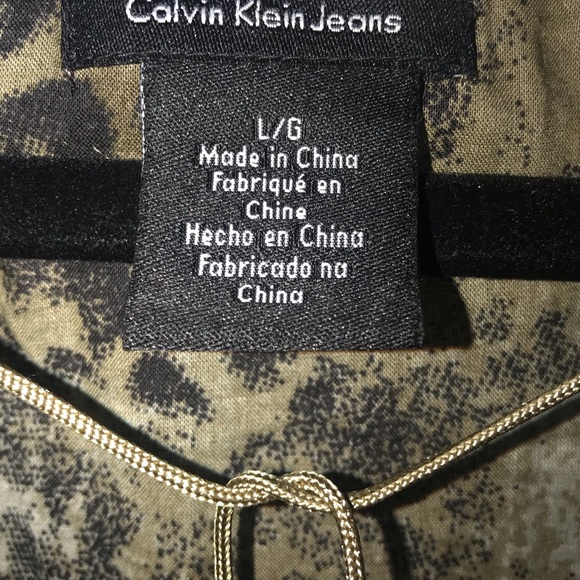 Calvin Klein Jeans
L/G
Made in China
Fabriqué en
Chine
Hecho en China
Fabricado na
China